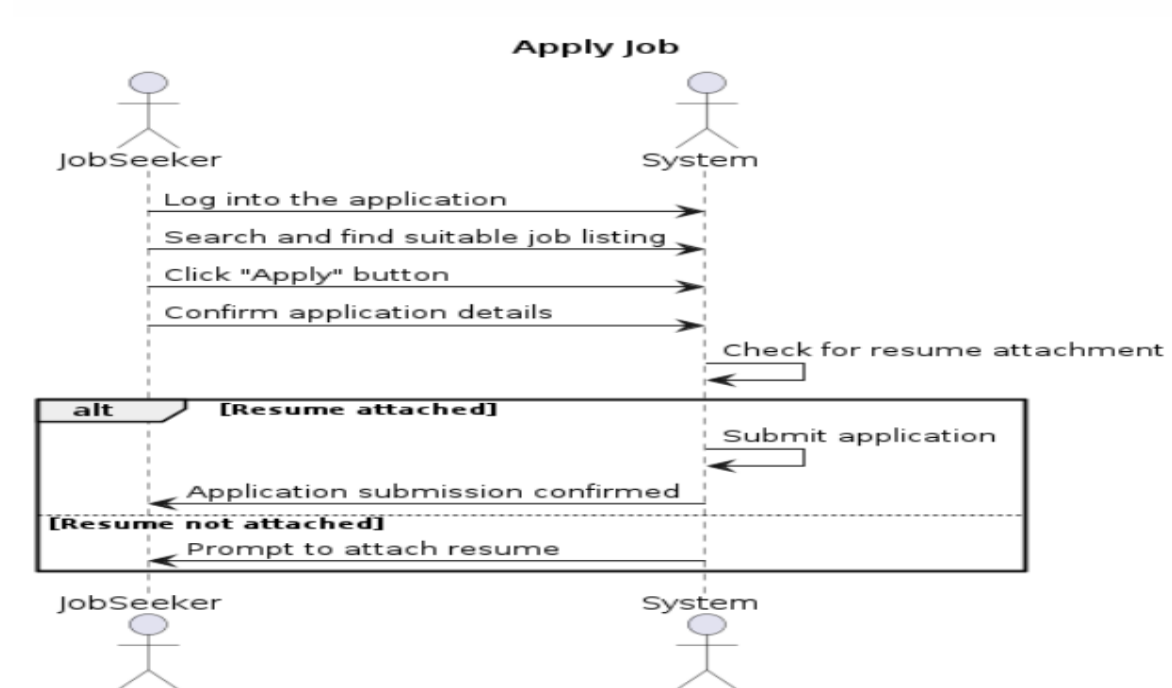 Apply Job
JobSeeker
System
Log into the application
Search and find suitable job listing
Click "Apply" button
Confirm application details
Check for resume attachment
alt
[Resume attached]
Submit application
Application submission confirmed
[Resume not attached]
Prompt to attach resume
JobSeeker
System